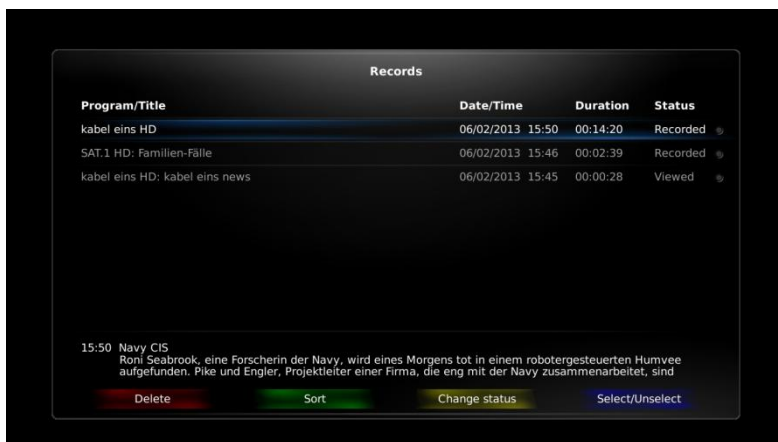 Records
Program/Title Date/Time Duration Status
kabel eins HD 06/02/2013 15:50 00:14:20 Recorded
SAT.1 HD: Familien-Fälle 06/02/2013 15:46 00:02:39 Recorded
kabel eins HD: kabel eins news 06/02/2013 15:45 00:00:28 Viewed
15:50 Navy CIS
Roni Seabrook, eine Forscherin der Navy, wird eines Morgens tot in einem robotergesteuerten Humvee
aufgefunden. Pike und Engler, Projektleiter einer Firma, die eng mit der Navy zusammenarbeitet, sind
Delete Sort Change status Select/Unselect